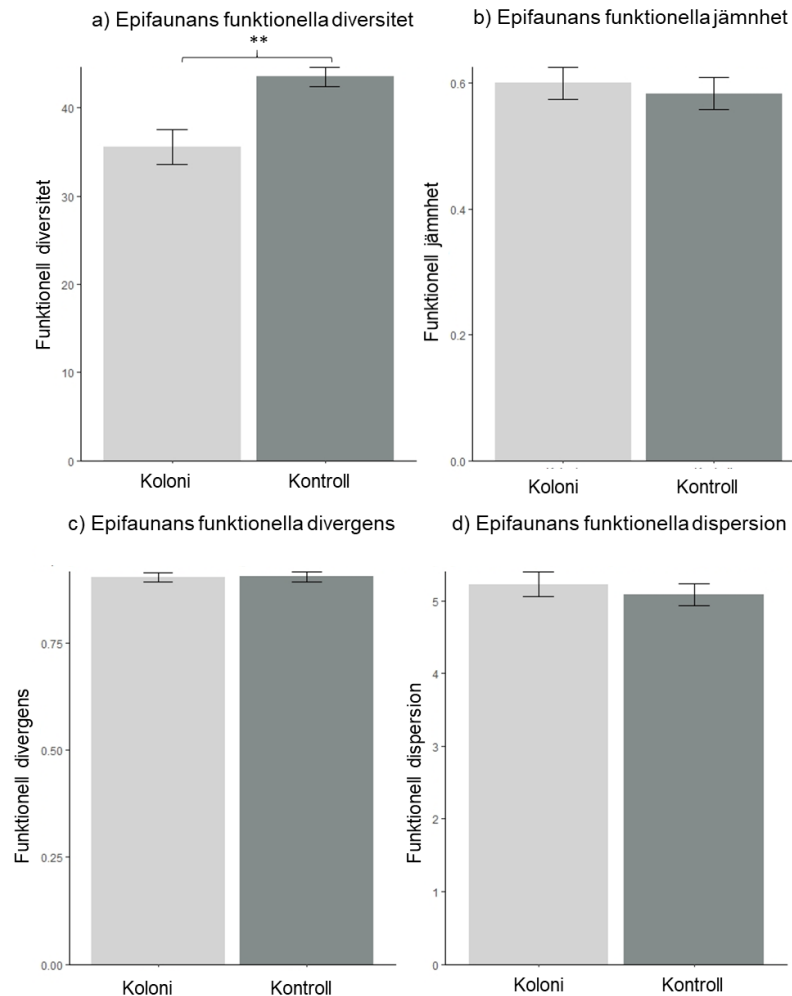 a) Epifaunans funktionella diversitet
**
Funktionell diversitet
40
30
20
10
0
Koloni
Kontroll
b) Epifaunans funktionella jämnhet
Funktionell jämnhet
0.6
0.4
0.2
0.0
Koloni
Kontroll
c) Epifaunans funktionella divergens
Funktionell divergens
0.75
0.50
0.25
0.00
Koloni
Kontroll
d) Epifaunans funktionella dispersion
Funktionell dispersion
5
4
3
2
1
0
Koloni
Kontroll